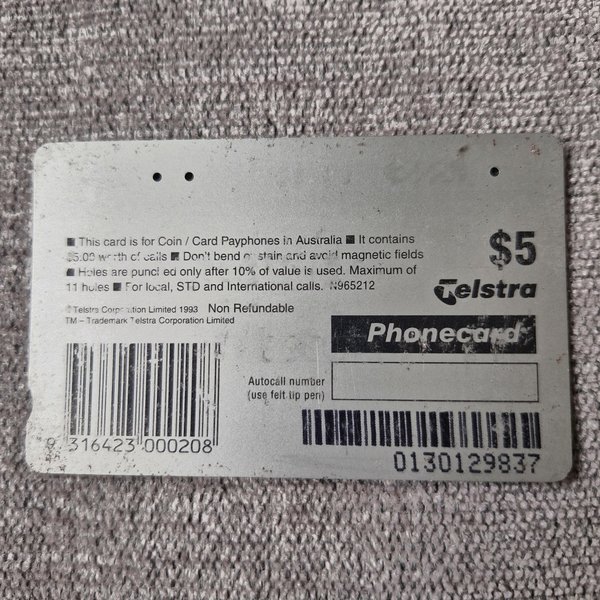 ■ This card is for Coin / Card Payphones in Australia ■ It contains
$5.00 worth of calls ■ Don't bend or stain and avoid magnetic fields
■ Holes are punched only after 10% of value is used. Maximum of
11 holes ■ For local, STD and International calls. N965212
$5
Telstra
©Telstra Corporation Limited 1993 Non Refundable
TM – Trademark Telstra Corporation Limited
Phonecard
Autocall number
(use felt tip pen)
9 316423 000208
0130129837